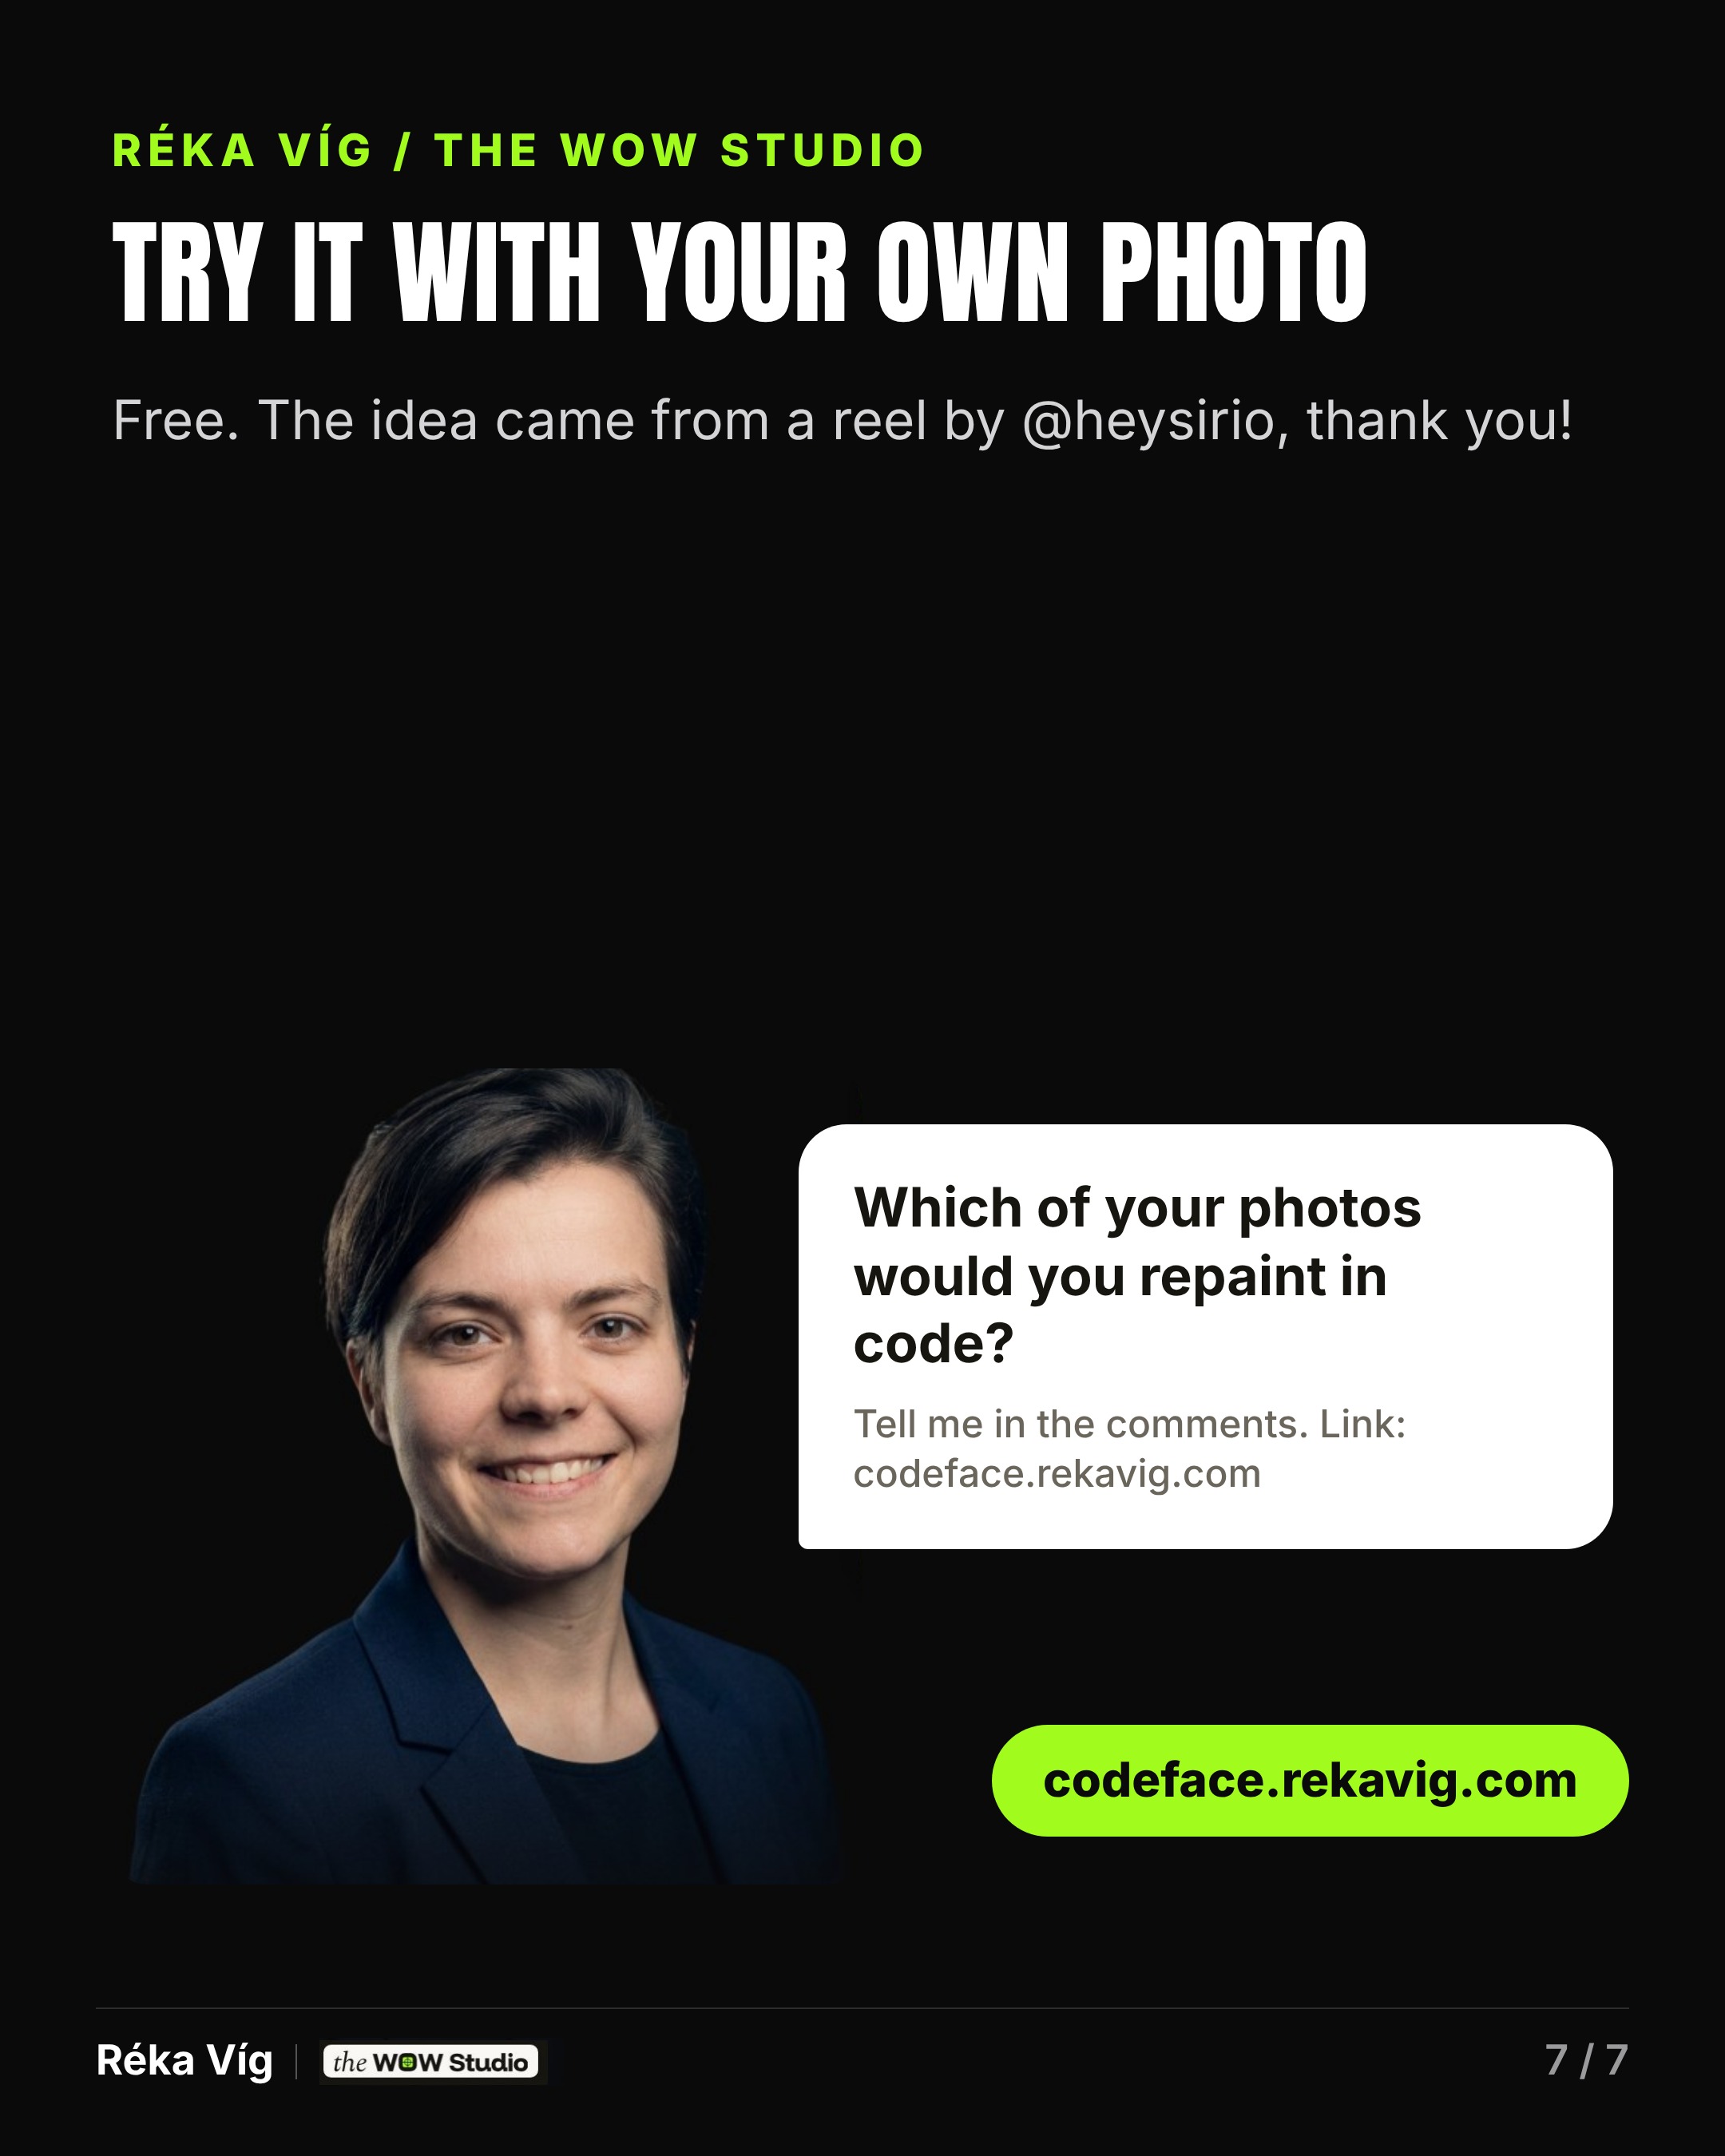 RÉKA VÍG / THE WOW STUDIO
TRY IT WITH YOUR OWN PHOTO
Free. The idea came from a reel by @heysirio, thank you!
Which of your photos
would you repaint in
code?
Tell me in the comments. Link:
codeface.rekavig.com
codeface.rekavig.com
Réka Víg
the WOW Studio
7 / 7